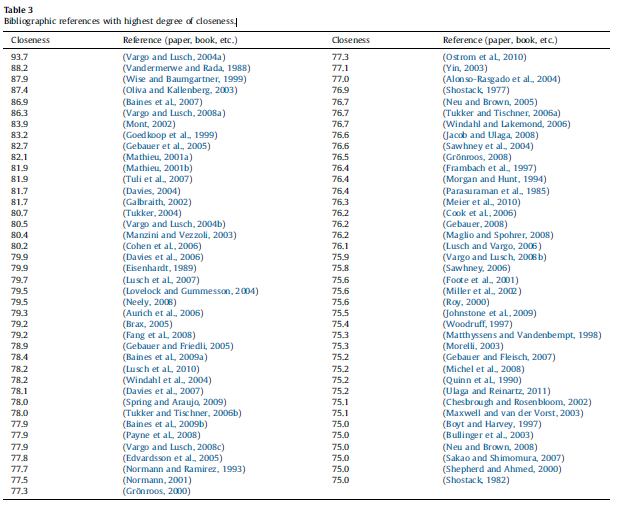 Table 3
Bibliographic references with highest degree of closeness.
Closeness Reference (paper, book, etc.) Closeness Reference (paper, book, etc.)
93.7 (Vargo and Lusch, 2004a) 77.3 (Ostrom et al., 2010)
88.2 (Vandermerwe and Rada, 1988) 77.1 (Yin, 2003)
87.9 (Wise and Baumgartner, 1999) 77.0 (Alonso-Rasgado et al., 2004)
87.4 (Oliva and Kallenberg, 2003) 76.9 (Shostack, 1977)
86.9 (Baines et al., 2007) 76.7 (Neu and Brown, 2005)
86.3 (Vargo and Lusch, 2008a) 76.7 (Tukker and Tischner, 2006a)
83.9 (Mont, 2002) 76.7 (Windahl and Lakemond, 2006)
83.2 (Goedkoop et al., 1999) 76.6 (Jacob and Ulaga, 2008)
82.7 (Gebauer et al., 2005) 76.6 (Sawhney et al., 2004)
82.1 (Mathieu, 2001a) 76.5 (Grönroos, 2008)
81.9 (Mathieu, 2001b) 76.4 (Frambach et al., 1997)
81.9 (Tuli et al., 2007) 76.4 (Morgan and Hunt, 1994)
81.7 (Davies, 2004) 76.4 (Parasuraman et al., 1985)
81.7 (Galbraith, 2002) 76.3 (Meier et al., 2010)
80.7 (Tukker, 2004) 76.2 (Cook et al., 2006)
80.5 (Vargo and Lusch, 2004b) 76.2 (Gebauer, 2008)
80.4 (Manzini and Vezzoli, 2003) 76.2 (Maglio and Spohrer, 2008)
80.2 (Cohen et al., 2006) 76.1 (Lusch and Vargo, 2006)
79.9 (Davies et al., 2006) 75.9 (Vargo and Lusch, 2008b)
79.9 (Eisenhardt, 1989) 75.8 (Sawhney, 2006)
79.7 (Lusch et al., 2007) 75.6 (Foote et al., 2001)
79.5 (Lovelock and Gummesson, 2004) 75.6 (Miller et al., 2002)
79.5 (Neely, 2008) 75.6 (Roy, 2000)
79.3 (Aurich et al., 2006) 75.5 (Johnstone et al., 2009)
79.2 (Brax, 2005) 75.4 (Woodruff, 1997)
79.2 (Fang et al., 2008) 75.3 (Matthyssens and Vandenbempt, 1998)
78.9 (Gebauer and Friedli, 2005) 75.3 (Morelli, 2003)
78.4 (Baines et al., 2009a) 75.2 (Gebauer and Fleisch, 2007)
78.2 (Lusch et al., 2010) 75.2 (Michel et al., 2008)
78.2 (Windahl et al., 2004) 75.2 (Quinn et al., 1990)
78.1 (Davies et al., 2007) 75.2 (Ulaga and Reinartz, 2011)
78.0 (Spring and Araujo, 2009) 75.1 (Chesbrough and Rosenbloom, 2002)
78.0 (Tukker and Tischner, 2006b) 75.1 (Maxwell and van der Vorst, 2003)
77.9 (Baines et al., 2009b) 75.0 (Boyt and Harvey, 1997)
77.9 (Payne et al., 2008) 75.0 (Bullinger et al., 2003)
77.9 (Vargo and Lusch, 2008c) 75.0 (Neu and Brown, 2008)
77.8 (Edvardsson et al., 2005) 75.0 (Sakao and Shimomura, 2007)
77.7 (Normann and Ramirez, 1993) 75.0 (Shepherd and Ahmed, 2000)
77.5 (Normann, 2001) 75.0 (Shostack, 1982)
77.3 (Grönroos, 2000)